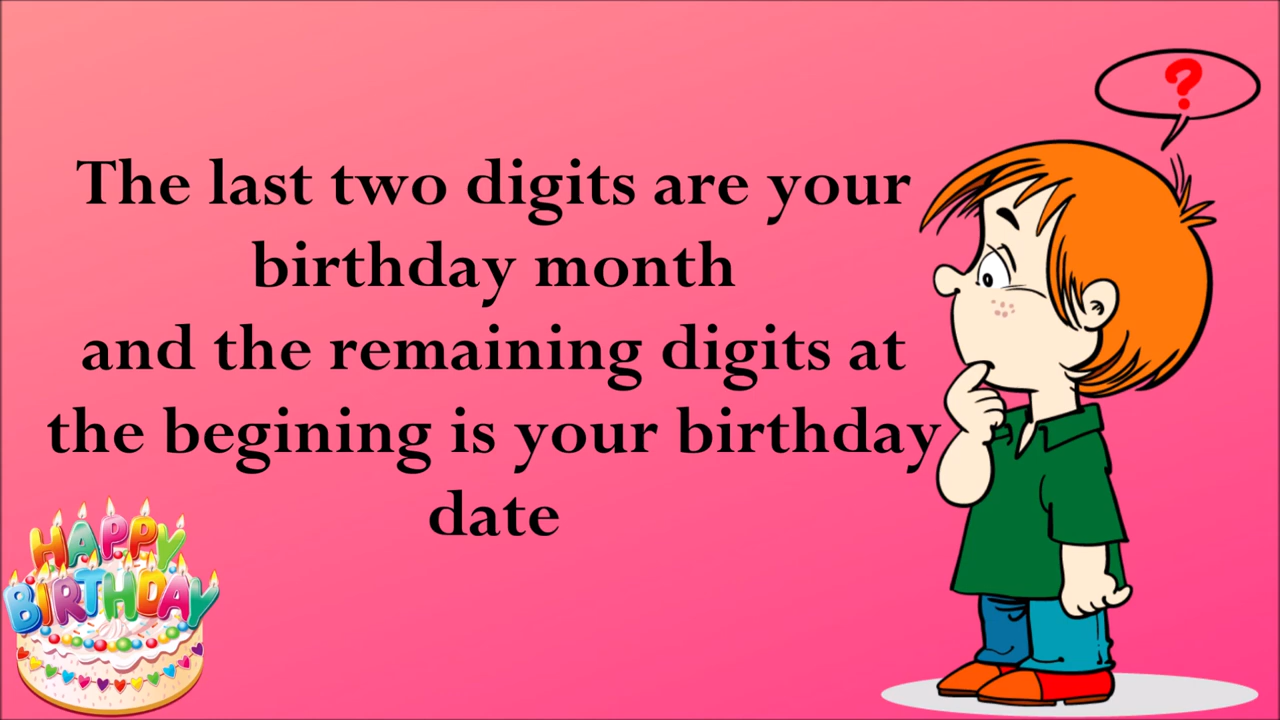 ?
The last two digits are your
birthday month
and the remaining digits at
the begining is your birthday
date
HAPPY
BIRTHDAY